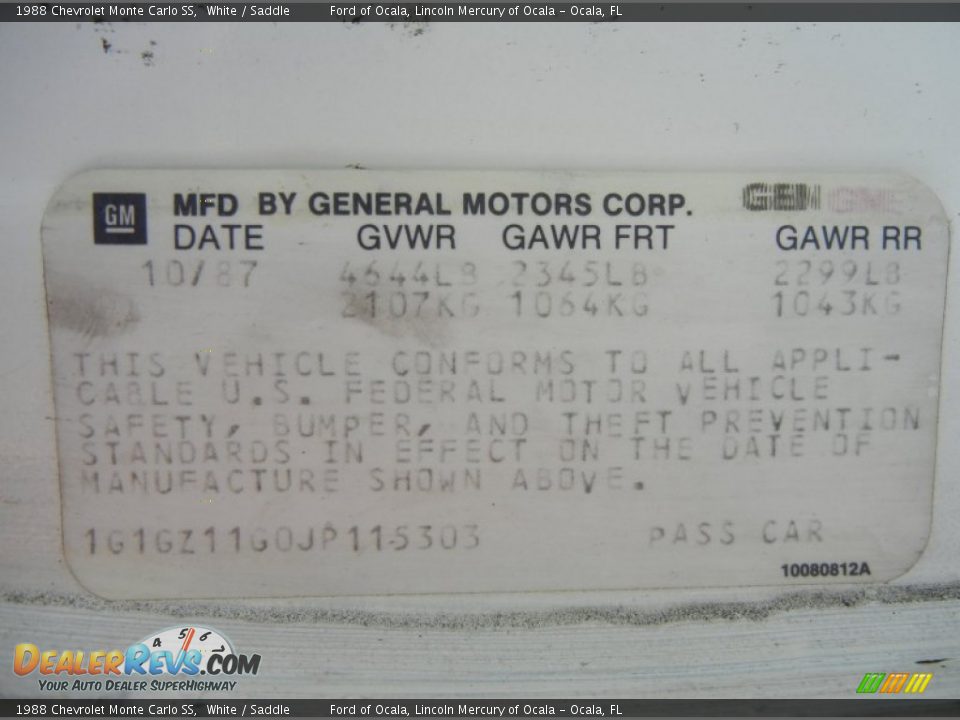 1988 Chevrolet Monte Carlo SS,  White / Saddle    Ford of Ocala, Lincoln Mercury of Ocala – Ocala, FL
GM MFD BY GENERAL MOTORS CORP.
DATE GVWR GAWR FRT GAWR RR
10/87 4644LB 2345LB 2299LB
2107KG 1064KG 1043KG
THIS VEHICLE CONFORMS TO ALL APPLI-
CABLE U.S. FEDERAL MOTOR VEHICLE
SAFETY, BUMPER, AND THEFT PREVENTION
STANDARDS IN EFFECT ON THE DATE OF
MANUFACTURE SHOWN ABOVE.
1G1GZ11G0JP115303 PASS CAR
10080812A
4 5 6
DEALERREVS.COM
YOUR AUTO DEALER SUPERHIGHWAY
1988 Chevrolet Monte Carlo SS,  White / Saddle    Ford of Ocala, Lincoln Mercury of Ocala – Ocala, FL